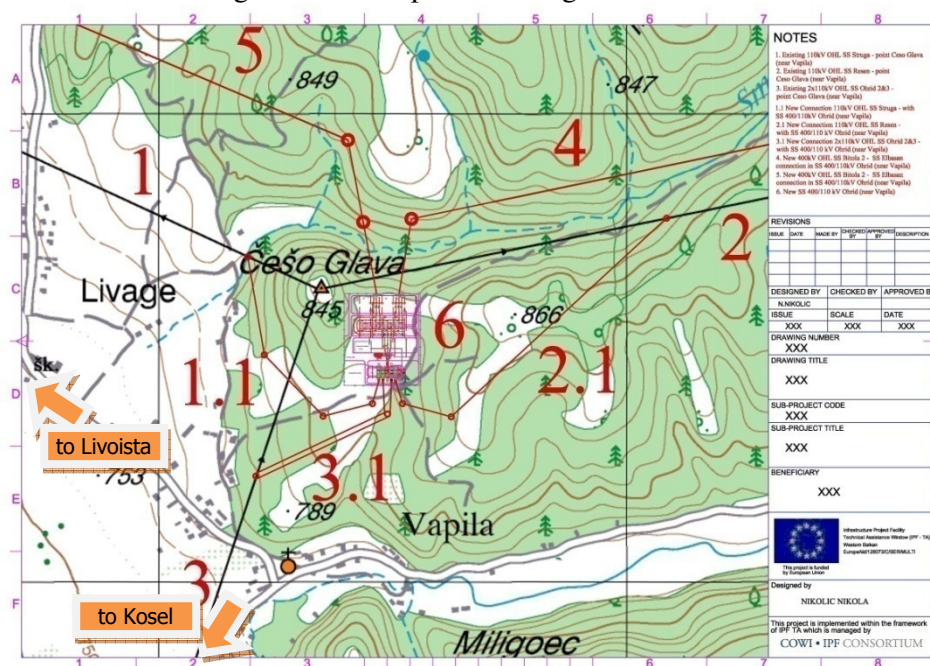 1 2 3 4 5 6 7 8
A
B
C
D
E
F
5
849
847
4
1
2
Češo Glava
845
Livage
866
6
šk.
1.1
2.1
to Livoista
753
3.1
789
Vapila
3
to Kosel
Miligoec
1 2 3 4 5 6 7 8
NOTES
1. Existing 110kV OHL SS Struga - point Ceso Glava
(near Vapila)
2. Existing 110kV OHL SS Resen - point
Ceso Glava (near Vapila)
3. Existing 2x110kV OHL SS Ohrid 2&3 -
point Ceso Glava (near Vapila)
1.1 New Connection 110kV OHL SS Struga - with
SS 400/110kV Ohrid (near Vapila)
2.1 New Connection 110kV OHL SS Resen -
with SS 400/110 kV Ohrid (near Vapila)
3.1 New Connection 2x110kV OHL SS Ohrid 2&3 -
with SS 400/110 kV Ohrid (near Vapila)
4. New 400kV OHL SS Bitola 2 - SS Elbasan
connection in SS 400/110kV Ohrid (near Vapila)
5. New 400kV OHL SS Bitola 2 - SS Elbasan
connection in SS 400/110kV Ohrid (near Vapila)
6. New SS 400/110 kV Ohrid (near Vapila)
REVISIONS
ISSUE DATE MADE BY CHECKED BY APPROVED BY DESCRIPTION
DESIGNED BY CHECKED BY APPROVED B
N.NIKOLIC
ISSUE SCALE DATE
XXX XXX XXX
DRAWING NUMBER
XXX
DRAWING TITLE
XXX
SUB-PROJECT CODE
XXX
SUB-PROJECT TITLE
XXX
BENEFICIARY
XXX
Infrastructure Project Facility
Technical Assistance Window (IPF - TA)
Western Balkan
This project is funded
by European Union
Designed by
NIKOLIC NIKOLA
This project is implemented within the framework
of IPF TA which is managed by
COWI • IPF CONSORTIUM